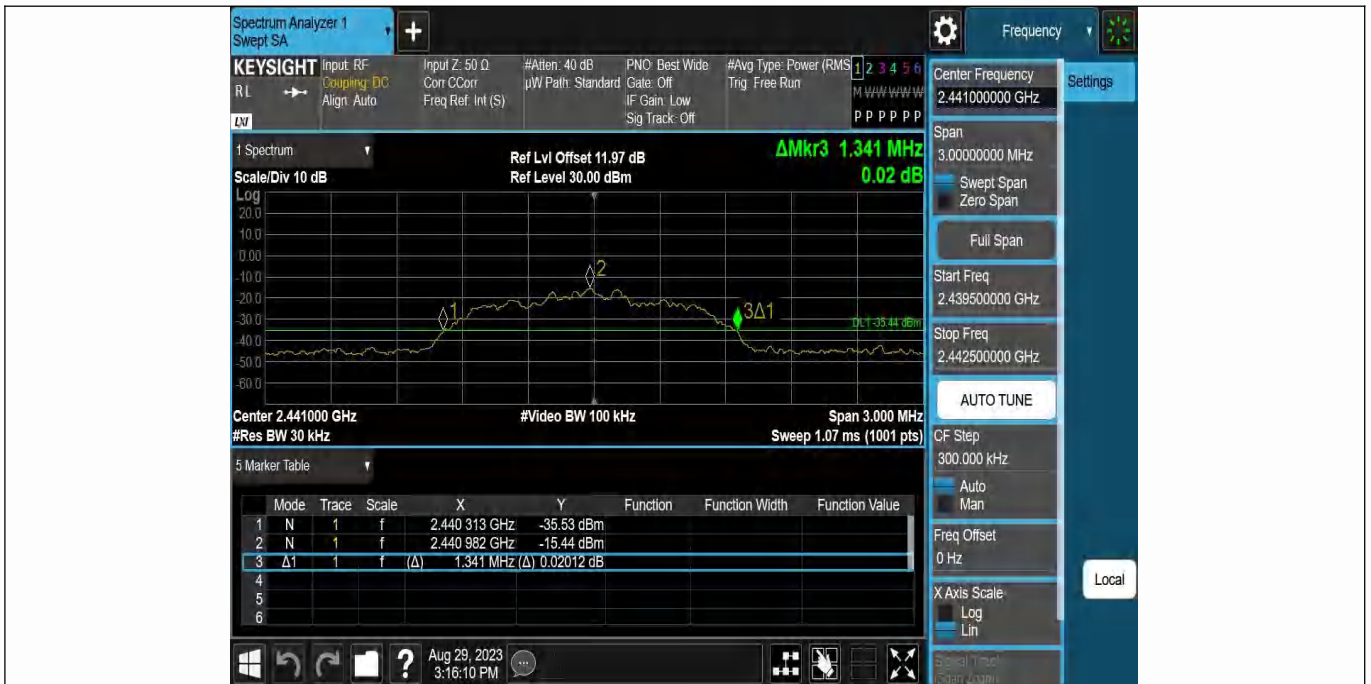 Spectrum Analyzer 1
Swept SA
+
Frequency
KEYSIGHT
RL
LXI
Input: RF
Coupling: DC
Align: Auto
Input Z: 50 Ω
Corr CCorr
Freq Ref: Int (S)
#Atten: 40 dB
µW Path: Standard
PNO: Best Wide
Gate: Off
IF Gain: Low
Sig Track: Off
#Avg Type: Power (RMS
Trig: Free Run
1 2 3 4 5 6
M W W W W W
P P P P P P
1 Spectrum
Scale/Div 10 dB
Ref Lvl Offset 11.97 dB
Ref Level 30.00 dBm
ΔMkr3 1.341 MHz
0.02 dB
Log
20.0
10.0
0.00
-10.0
-20.0
-30.0
-40.0
-50.0
-60.0
1
2
3Δ1
DL1 -35.44 dBm
Center 2.441000 GHz
#Video BW 100 kHz
Span 3.000 MHz
#Res BW 30 kHz
Sweep 1.07 ms (1001 pts)
5 Marker Table
Mode Trace Scale X Y Function Function Width Function Value
1 N 1 f 2.440 313 GHz -35.53 dBm
2 N 1 f 2.440 982 GHz -15.44 dBm
3 Δ1 1 f (Δ) 1.341 MHz (Δ) 0.02012 dB
4
5
6
Aug 29, 2023
3:16:10 PM
?
Center Frequency
2.441000000 GHz
Settings
Span
3.00000000 MHz
Swept Span
Zero Span
Full Span
Start Freq
2.439500000 GHz
Stop Freq
2.442500000 GHz
AUTO TUNE
CF Step
300.000 kHz
Auto
Man
Freq Offset
0 Hz
X Axis Scale
Log
Lin
Signal Track
(Span Zoom)
Local